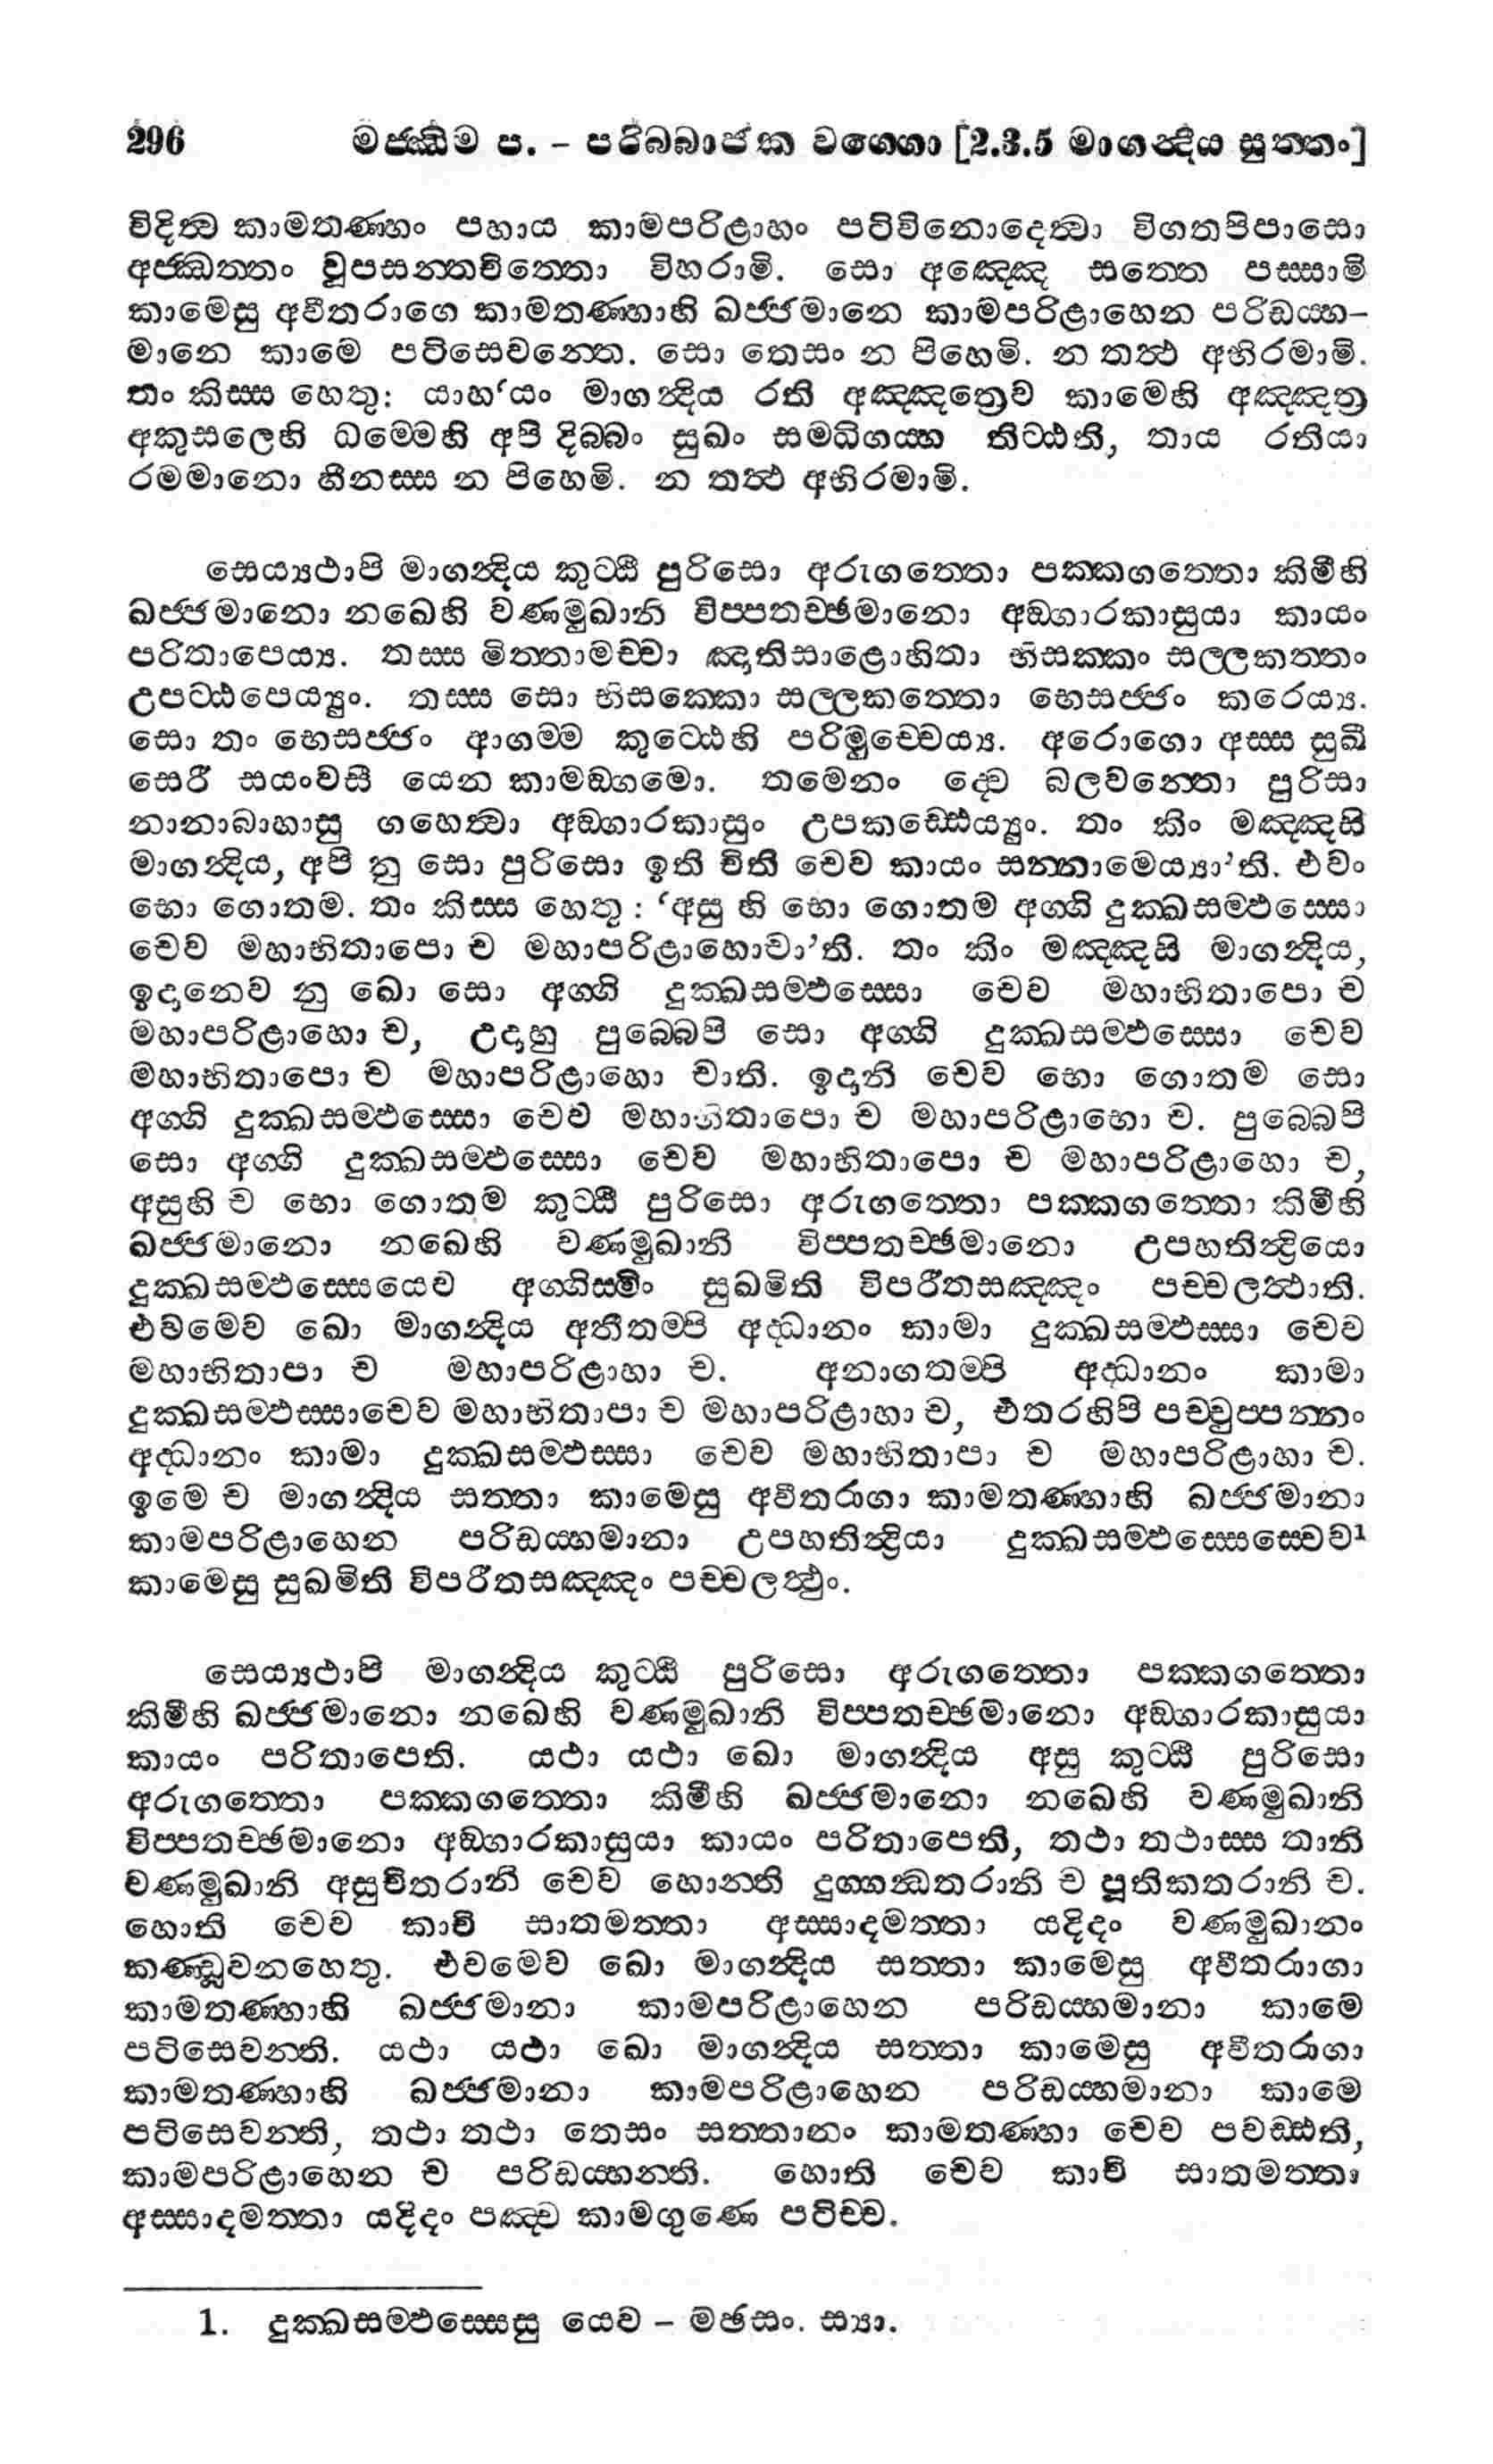 296 මජ්ඣිම ප. – පරිබ්බාජක වග්ගො [2.3.5 මාගන්දිය සුත්තං]
විදිත්ව කාමතණ්හං පහාය කාමපරිළාහං පටිවිනොදෙත්වා විගතපිපාසො
අජ්ඣත්තං වූපසන්තචිත්තො විහරාමි. සො අඤ්ඤෙ සත්තෙ පස්සාමි
කාමෙසු අවීතරාගෙ කාමතණ්හාහි ඛජ්ජමානෙ කාමපරිළාහෙන පරිඩය්හ-
මානෙ කාමෙ පටිසෙවන්තෙ. සො තෙසං න පිහෙමි. න තත්ථ අභිරමාමි.
තං කිස්ස හෙතු: යාහ‘යං මාගන්දිය රති අඤ්ඤත්‍රෙව කාමෙහි අඤ්ඤත්‍ර
අකුසලෙහි ධම්මෙහි අපි දිබ්බං සුඛං සමධිගය්හ තිට්ඨති, තාය රතියා
රමමානො හීනස්ස න පිහෙමි. න තත්ථ අභිරමාමි.
සෙය්‍යථාපි මාගන්දිය කුට්ඨී පුරිසො අරුගත්තො පක්කගත්තො කිමීහි
ඛජ්ජමානො නඛෙහි වණමුඛානි විප්පතච්ඡමානො අඞ්ගාරකාසුයා කායං
පරිතාපෙය්‍ය. තස්ස මිත්තාමච්චා ඤාතිසාළොහිතා භිසක්කං සල්ලකත්තං
උපට්ඨපෙය්‍යුං. තස්ස සො භිසක්කො සල්ලකත්තො භෙසජ්ජං කරෙය්‍ය.
සො තං භෙසජ්ජං ආගම්ම කුට්ඨෙහි පරිමුච්චෙය්‍ය. අරොගො අස්ස සුඛී
සෙරී සයංවසී යෙන කාමඞ්ගමො. තමෙනං ද්වෙ බලවන්තො පුරිසා
නානාබාහාසු ගහෙත්වා අඞ්ගාරකාසුං උපකඩ්ඪෙය්‍යුං. තං කිං මඤ්ඤසි
මාගන්දිය, අපි නු සො පුරිසො ඉති චිති චෙව කායං සන්නාමෙය්‍යා’ති. එවං
භො ගොතම. තං කිස්ස හෙතු : ‘අසු හි භො ගොතම අග්ගි දුක්ඛසම්ඵස්සො
චෙව මහාභිතාපො ච මහාපරිළාහොචා’ති. තං කිං මඤ්ඤසි මාගන්දිය,
ඉදානෙව නු ඛො සො අග්ගි දුක්ඛසම්ඵස්සො චෙව මහාභිතාපො ච
මහාපරිළාහො ච, උදාහු පුබ්බෙපි සො අග්ගි දුක්ඛසම්ඵස්සො චෙව
මහාභිතාපො ච මහාපරිළාහො චාති. ඉදානි චෙව භො ගොතම සො
අග්ගි දුක්ඛසම්ඵස්සො චෙව මහාභිතාපො ච මහාපරිළාහො ච. පුබ්බෙපි
සො අග්ගි දුක්ඛසම්ඵස්සො චෙව මහාභිතාපො ච මහාපරිළාහො ච,
අසුහි ච භො ගොතම කුට්ඨී පුරිසො අරුගත්තො පක්කගත්තො කිමීහි
ඛජ්ජමානො නඛෙහි වණමුඛානි විප්පතච්ඡමානො උපහතින්ද්‍රියො
දුක්ඛසම්ඵස්සෙයෙව අග්ගිස්මිං සුඛමිති විපරීතසඤ්ඤං පච්චලත්ථාති.
එවමෙව ඛො මාගන්දිය අතීතම්පි අද්ධානං කාමා දුක්ඛසම්ඵස්සා චෙව
මහාභිතාපා ච මහාපරිළාහා ච. අනාගතම්පි අද්ධානං කාමා
දුක්ඛසම්ඵස්සාචෙව මහාභිතාපා ච මහාපරිළාහා ච, එතරහිපි පච්චුප්පන්නං
අද්ධානං කාමා දුක්ඛසම්ඵස්සා චෙව මහාභිතාපා ච මහාපරිළාහා ච.
ඉමෙ ච මාගන්දිය සත්තා කාමෙසු අවීතරාගා කාමතණ්හාහි ඛජ්ජමානා
කාමපරිළාහෙන පරිඩය්හමානා උපහතින්ද්‍රියා දුක්ඛසම්ඵස්සෙස්වෙව¹
කාමෙසු සුඛමිති විපරීතසඤ්ඤං පච්චලත්ථුං.
සෙය්‍යථාපි මාගන්දිය කුට්ඨී පුරිසො අරුගත්තො පක්කගත්තො
කිමීහි ඛජ්ජමානො නඛෙහි වණමුඛානි විප්පතච්ඡමානො අඞ්ගාරකාසුයා
කායං පරිතාපෙති. යථා යථා ඛො මාගන්දිය අසු කුට්ඨී පුරිසො
අරුගත්තො පක්කගත්තො කිමීහි ඛජ්ජමානො නඛෙහි වණමුඛානි
විප්පතච්ඡමානො අඞ්ගාරකාසුයා කායං පරිතාපෙති, තථා තථාස්ස තානි
වණමුඛානි අසුචිතරානි චෙව හොන්ති දුග්ගන්ධතරානි ච පූතිකතරානි ච.
හොති චෙව කාචි සාතමත්තා අස්සාදමත්තා යදිදං වණමුඛානං
කණ්ඩූවනහෙතු. එවමෙව ඛො මාගන්දිය සත්තා කාමෙසු අවීතරාගා
කාමතණ්හාහි ඛජ්ජමානා කාමපරිළාහෙන පරිඩය්හමානා කාමෙ
පටිසෙවන්ති. යථා යථා ඛො මාගන්දිය සත්තා කාමෙසු අවීතරාගා
කාමතණ්හාහි ඛජ්ජමානා කාමපරිළාහෙන පරිඩය්හමානා කාමෙ
පටිසෙවන්ති, තථා තථා තෙසං සත්තානං කාමතණ්හා චෙව පවඩ්ඪති,
කාමපරිළාහෙන ච පරිඩය්හන්ති. හොති චෙව කාචි සාතමත්තා
අස්සාදමත්තා යදිදං පඤ්ච කාමගුණෙ පටිච්ච.
1. දුක්ඛසම්ඵස්සෙසු යෙව – මඡසං. ස්‍යා.